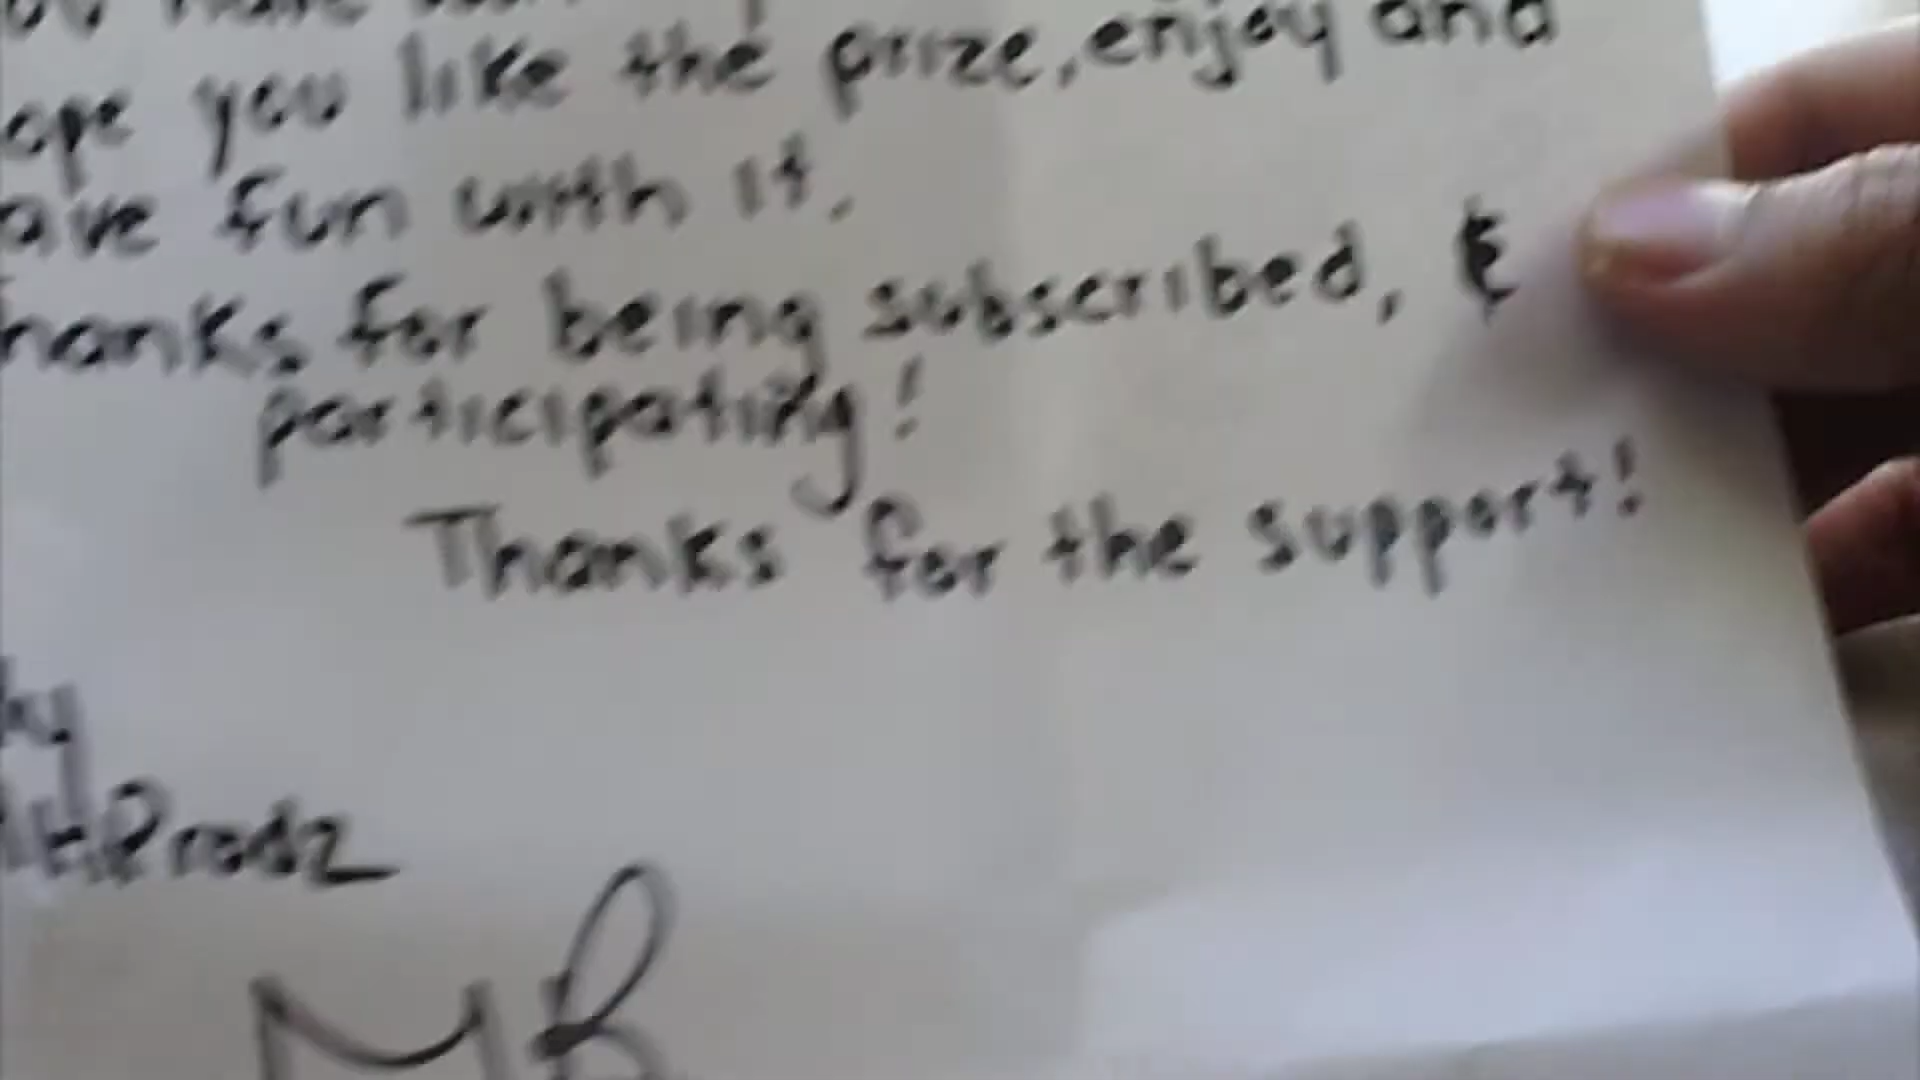 ope you like the prize, enjoy and
ave fun with it.
hanks for being subscribed, &
participating!
Thanks for the support!
MB